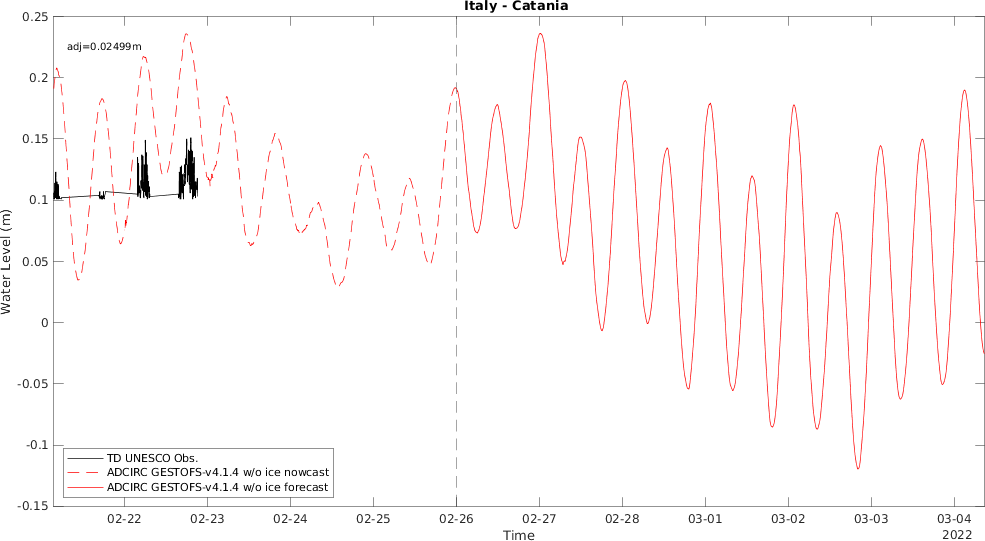 Italy - Catania
0.25
adj=0.02499m
0.2
0.15
0.1
0.05
0
-0.05
-0.1
-0.15
Water Level (m)
TD UNESCO Obs.
ADCIRC GESTOFS-v4.1.4 w/o ice nowcast
ADCIRC GESTOFS-v4.1.4 w/o ice forecast
02-22 02-23 02-24 02-25 02-26 02-27 02-28 03-01 03-02 03-03 03-04
Time
2022